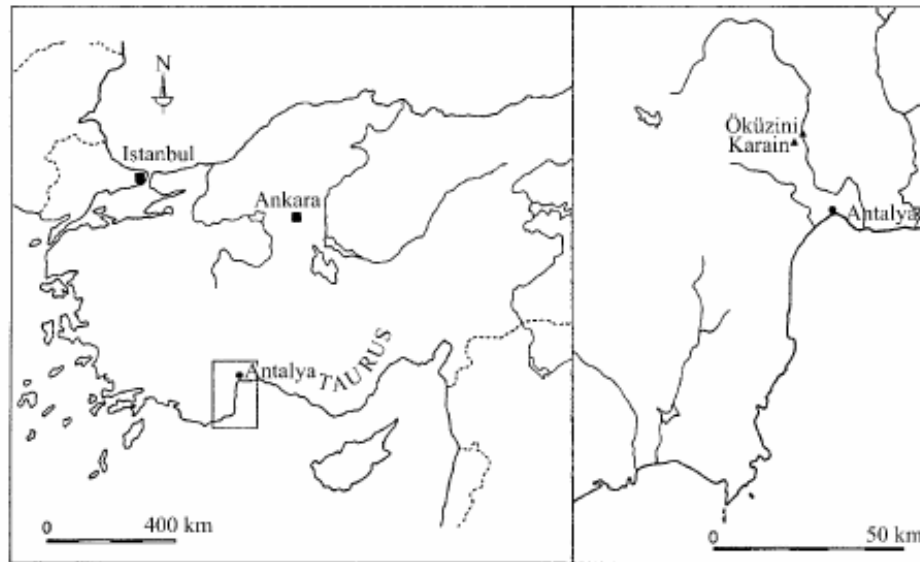 N
Istanbul
Ankara
Antalya
TAURUS
0 400 km
Öküzini
Karain
Antalya
0 50 km